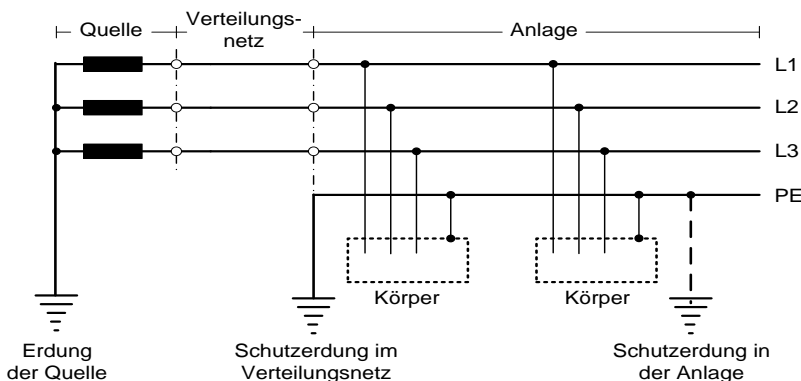 Quelle
Verteilungs-
netz
Anlage
L1
L2
L3
PE
Körper
Körper
Erdung
der Quelle
Schutzerdung im
Verteilungsnetz
Schutzerdung in
der Anlage